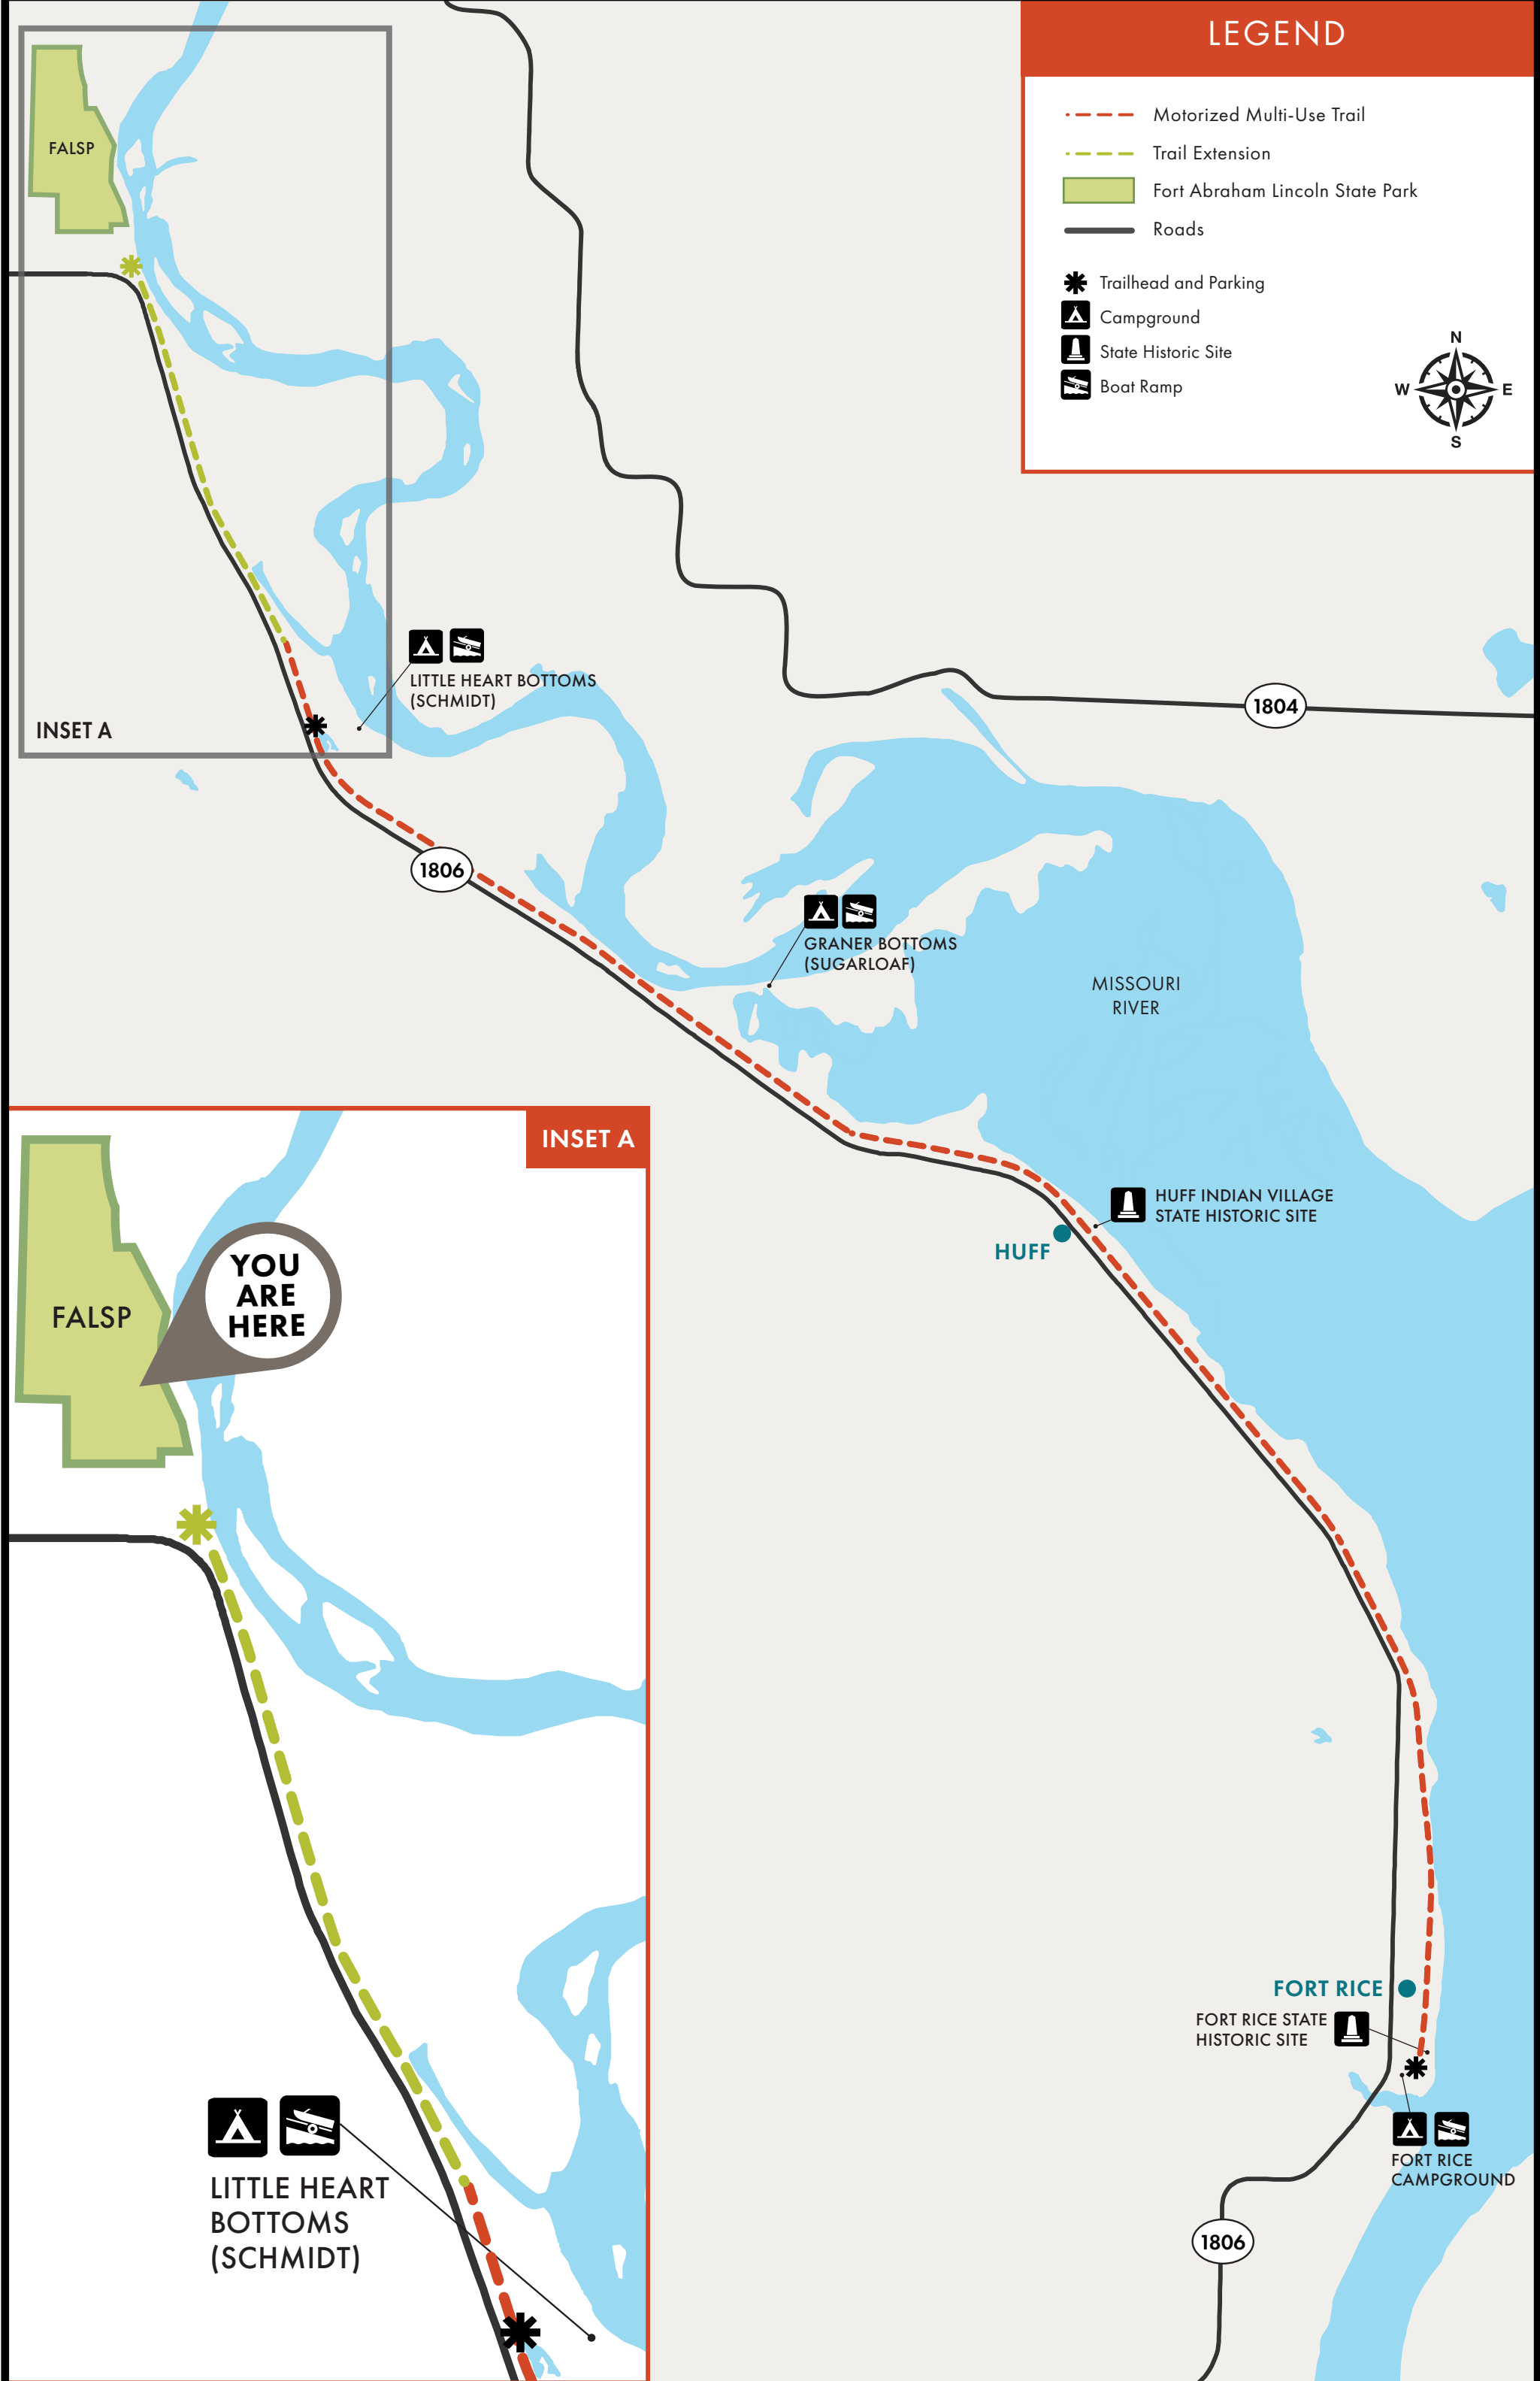 LEGEND
Motorized Multi-Use Trail
Trail Extension
Fort Abraham Lincoln State Park
Roads
Trailhead and Parking
Campground
State Historic Site
Boat Ramp
N
W
E
S
FALSP
LITTLE HEART BOTTOMS
(SCHMIDT)
INSET A
1804
1806
GRANER BOTTOMS
(SUGARLOAF)
MISSOURI
RIVER
INSET A
HUFF INDIAN VILLAGE
STATE HISTORIC SITE
HUFF
YOU
ARE
HERE
FALSP
FORT RICE
FORT RICE STATE
HISTORIC SITE
FORT RICE
CAMPGROUND
LITTLE HEART
BOTTOMS
(SCHMIDT)
1806